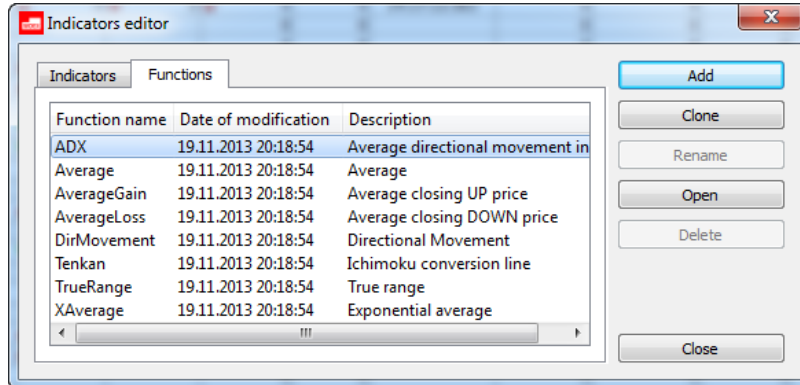 Indicators editor
Indicators Functions
Add
Function name Date of modification Description
Clone
ADX 19.11.2013 20:18:54 Average directional movement in
Rename
Average 19.11.2013 20:18:54 Average
AverageGain 19.11.2013 20:18:54 Average closing UP price
Open
AverageLoss 19.11.2013 20:18:54 Average closing DOWN price
DirMovement 19.11.2013 20:18:54 Directional Movement
Delete
Tenkan 19.11.2013 20:18:54 Ichimoku conversion line
TrueRange 19.11.2013 20:18:54 True range
XAverage 19.11.2013 20:18:54 Exponential average
Close